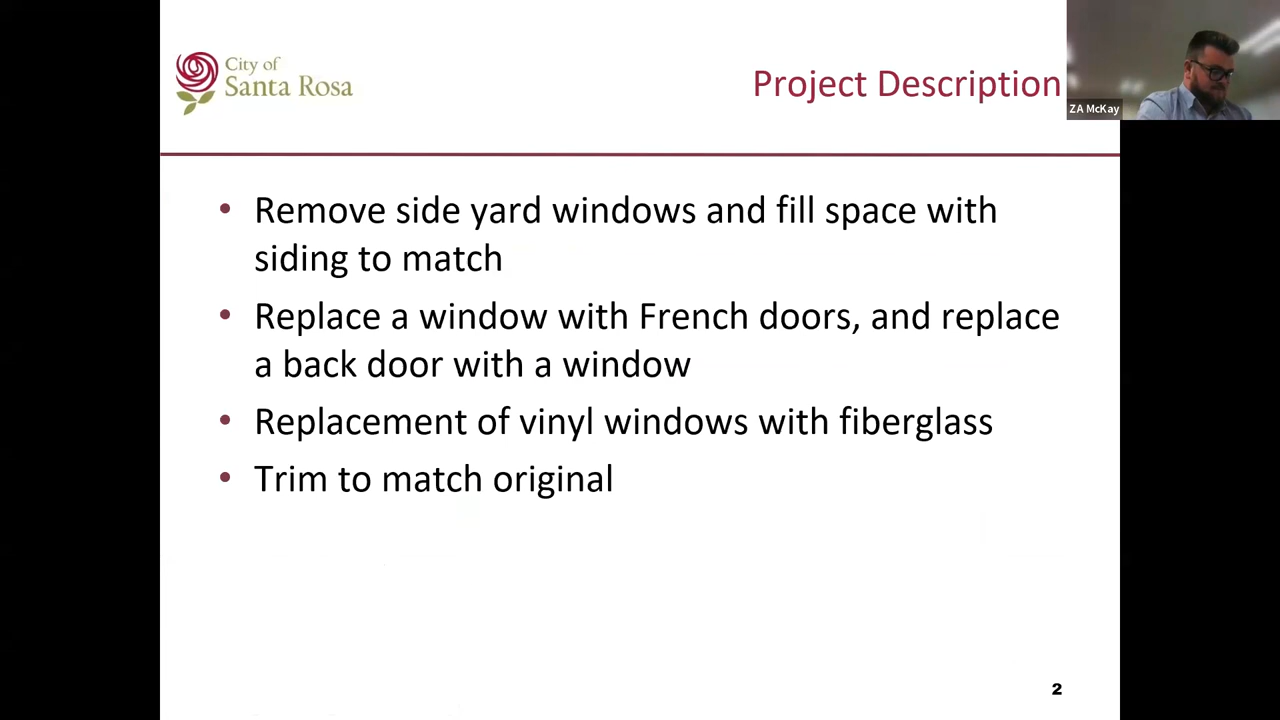 City of
Santa Rosa
Project Description
ZA McKay
• Remove side yard windows and fill space with
siding to match
• Replace a window with French doors, and replace
a back door with a window
• Replacement of vinyl windows with fiberglass
• Trim to match original
2